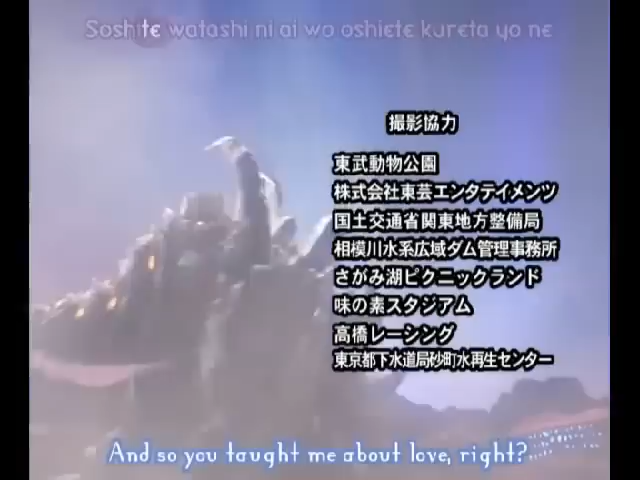 Soshite watashi ni ai wo oshiete kureta yo ne
撮影協力
東武動物公園
株式会社東芸エンタテイメンツ
国土交通省関東地方整備局
相模川水系広域ダム管理事務所
さがみ湖ピクニックランド
味の素スタジアム
高橋レーシング
東京都下水道局砂町水再生センター
And so you taught me about love, right?